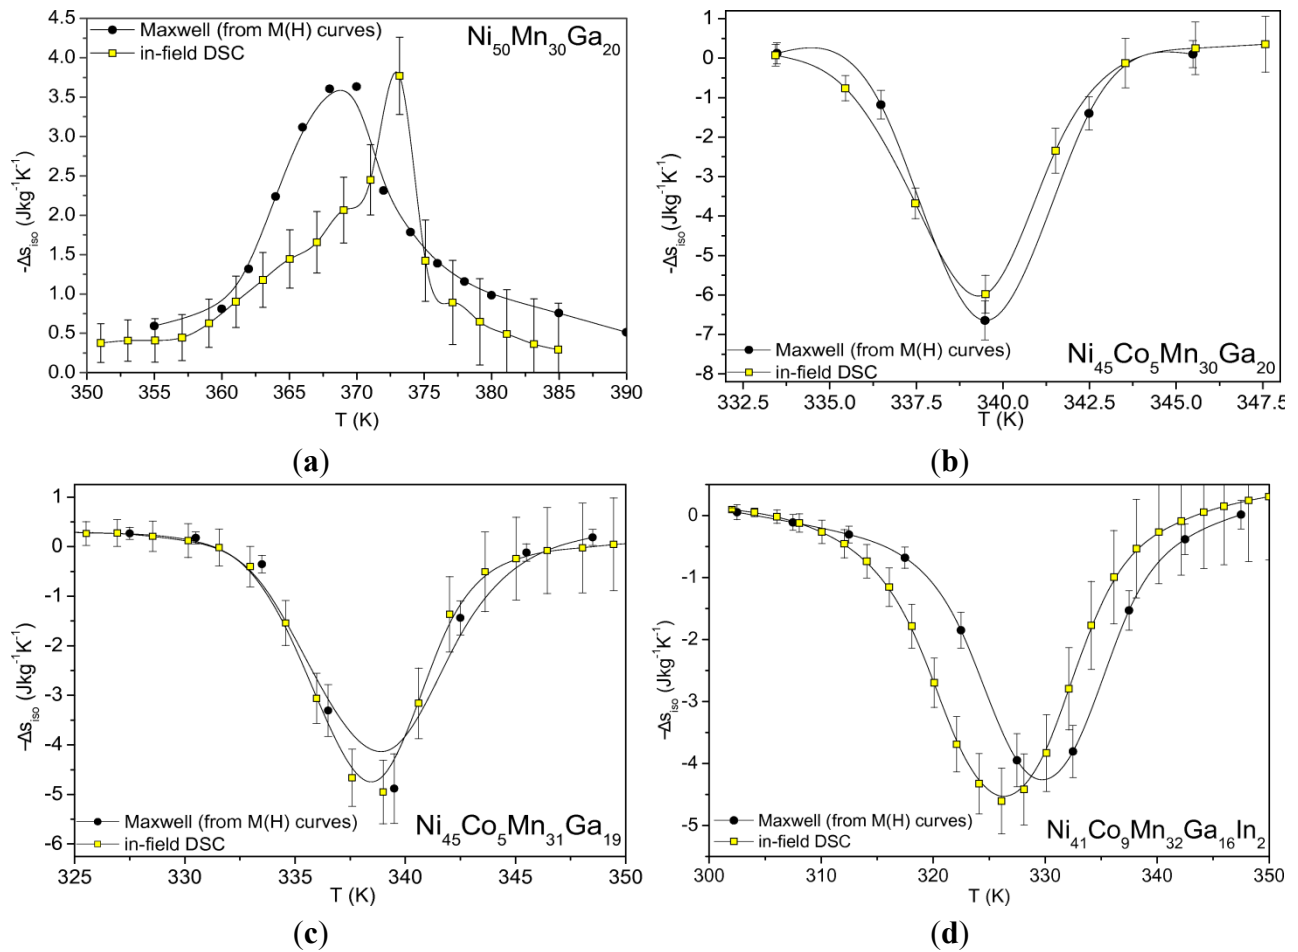 Maxwell (from M(H) curves)
in-field DSC
Ni50Mn30Ga20
-Δs_iso (Jkg⁻¹K⁻¹)
4.5
4.0
3.5
3.0
2.5
2.0
1.5
1.0
0.5
0.0
350 355 360 365 370 375 380 385 390
T (K)
(a)
-Δs_iso (Jkg⁻¹K⁻¹)
1
0
-1
-2
-3
-4
-5
-6
-7
-8
Maxwell (from M(H) curves)
in-field DSC
Ni45Co5Mn30Ga20
332.5 335.0 337.5 340.0 342.5 345.0 347.5
T (K)
(b)
-Δs_iso (Jkg⁻¹K⁻¹)
1
0
-1
-2
-3
-4
-5
-6
Maxwell (from M(H) curves)
in-field DSC
Ni45Co5Mn31Ga19
325 330 335 340 345 350
T (K)
(c)
-Δs_iso (Jkg⁻¹K⁻¹)
0
-1
-2
-3
-4
-5
Maxwell (from M(H) curves)
in-field DSC
Ni41Co9Mn32Ga16In2
300 310 320 330 340 350
T (K)
(d)